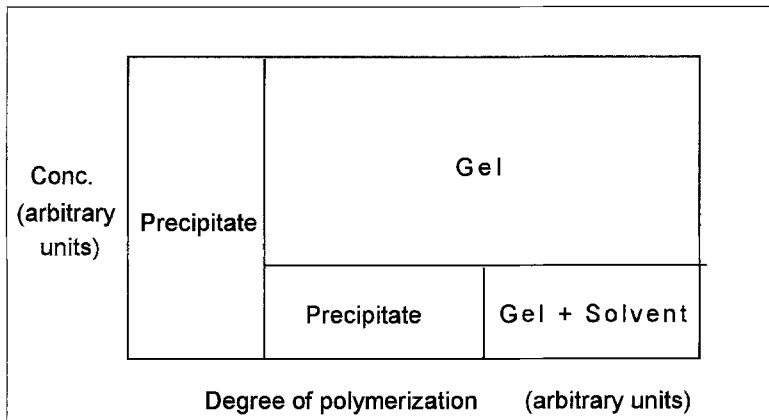 Gel
Conc.
(arbitrary
units)
Precipitate
Precipitate
Gel + Solvent
Degree of polymerization (arbitrary units)